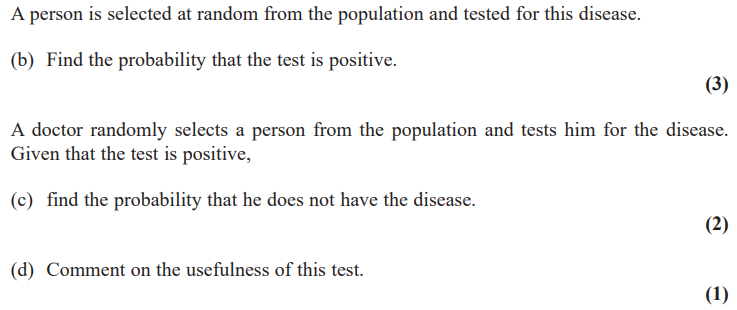 A person is selected at random from the population and tested for this disease.
(b) Find the probability that the test is positive.
(3)
A doctor randomly selects a person from the population and tests him for the disease.
Given that the test is positive,
(c) find the probability that he does not have the disease.
(2)
(d) Comment on the usefulness of this test.
(1)